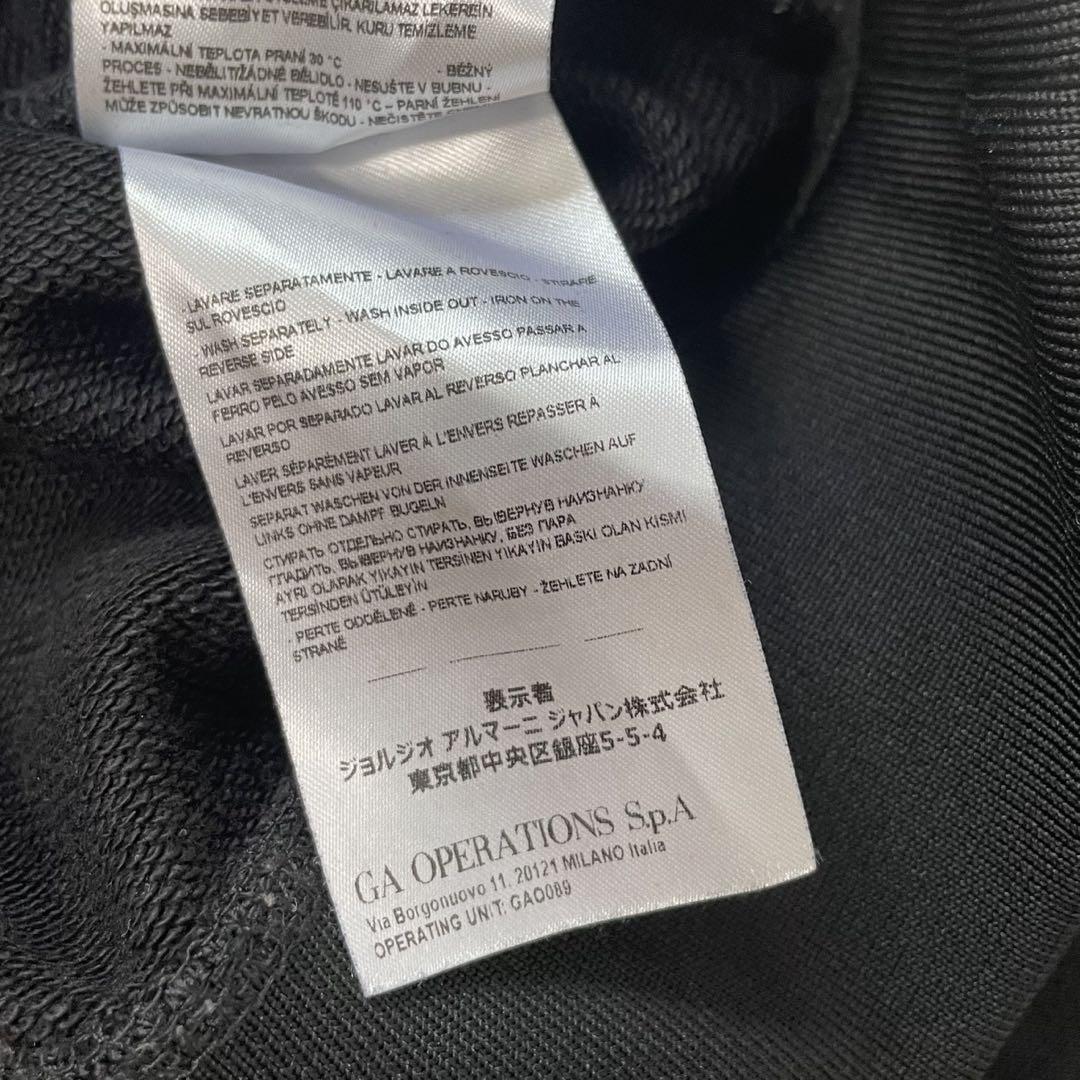 ÇIKARILAMAZ LEKEREİN
OLUŞMASINA SEBEBİYET VEREBİLİR. KURU TEMİZLEME
YAPILMAZ
- MAXIMÁLNÍ TEPLOTA PRANÍ 30 °C - BĚŽNÝ
PROCES - NEBĚLIT/ŽÁDNÉ BĚLIDLO - NESUŠTE V BUBNU -
ŽEHLETE PŘI MAXIMÁLNÍ TEPLOTĚ 110 °C – PARNÍ ŽEHLENÍ
MŮŽE ZPŮSOBIT NEVRATNOU ŠKODU - NEČISTĚTE
LAVARE SEPARATAMENTE - LAVARE A ROVESCIO - STIRARE
SUL ROVESCIO
WASH SEPARATELY - WASH INSIDE OUT - IRON ON THE
REVERSE SIDE
LAVAR SEPARADAMENTE LAVAR DO AVESSO PASSAR A
FERRO PELO AVESSO SEM VAPOR
LAVAR POR SEPARADO LAVAR AL REVERSO PLANCHAR AL
REVERSO
LAVER SÉPARÉMENT LAVER À L'ENVERS REPASSER À
L'ENVERS SANS VAPEUR
SEPARAT WASCHEN VON DER INNENSEITE WASCHEN AUF
LINKS OHNE DAMPF BUGELN
СТИРАТЬ ОТДЕЛЬНО СТИРАТЬ, ВЫВЕРНУВ НАИЗНАНКУ
ГЛАДИТЬ, ВЫВЕРНУВ НАИЗНАНКУ, БЕЗ ПАРА
AYRI OLARAK YIKAYIN TERSINEN YIKAYIN BASKI OLAN KISMI
TERSİNDEN ÜTÜLEYİN
- PERTE ODDĚLENĚ - PERTE NARUBY - ŽEHLETE NA ZADNÍ
STRANĚ
表示者
ジョルジオ アルマーニ ジャパン株式会社
東京都中央区銀座5-5-4
GA OPERATIONS S.p.A
Via Borgonuovo 11, 20121 MILANO Italia
OPERATING UNIT: GAO089